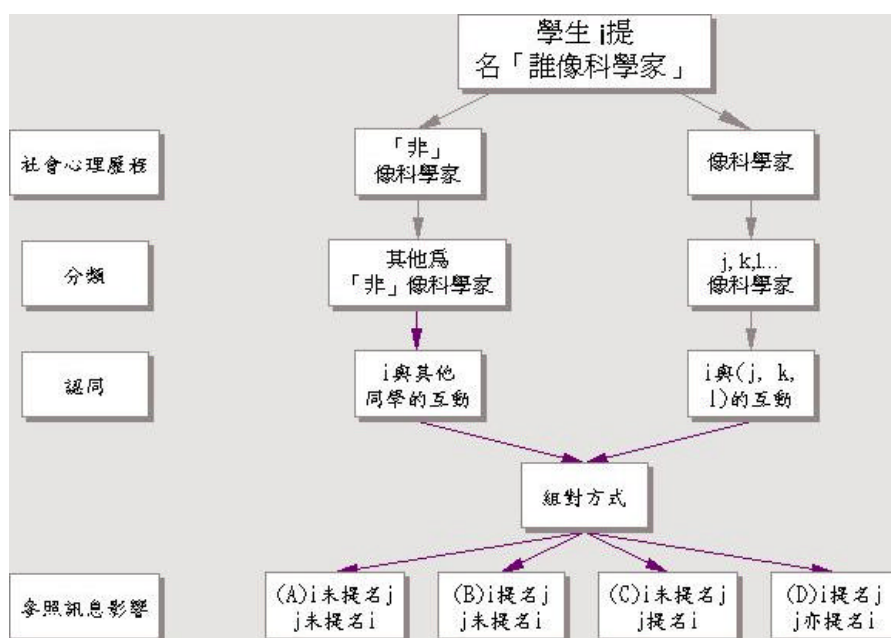 學生 i提
名「誰像科學家」
社會心理歷程
「非」
像科學家
像科學家
分類
其他為
「非」像科學家
j, k,l...
像科學家
認同
i與其他
同學的互動
i與(j, k,
l)的互動
組對方式
參照訊息影響
(A)i未提名j
j未提名i
(B)i提名j
j未提名i
(C)i未提名j
j提名i
(D)i提名j
j亦提名i